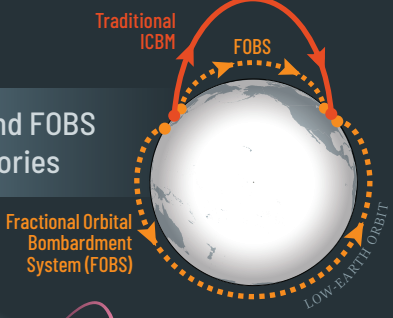 Traditional
ICBM
FOBS
nd FOBS
ories
Fractional Orbital
Bombardment
System (FOBS)
LOW-EARTH ORBIT